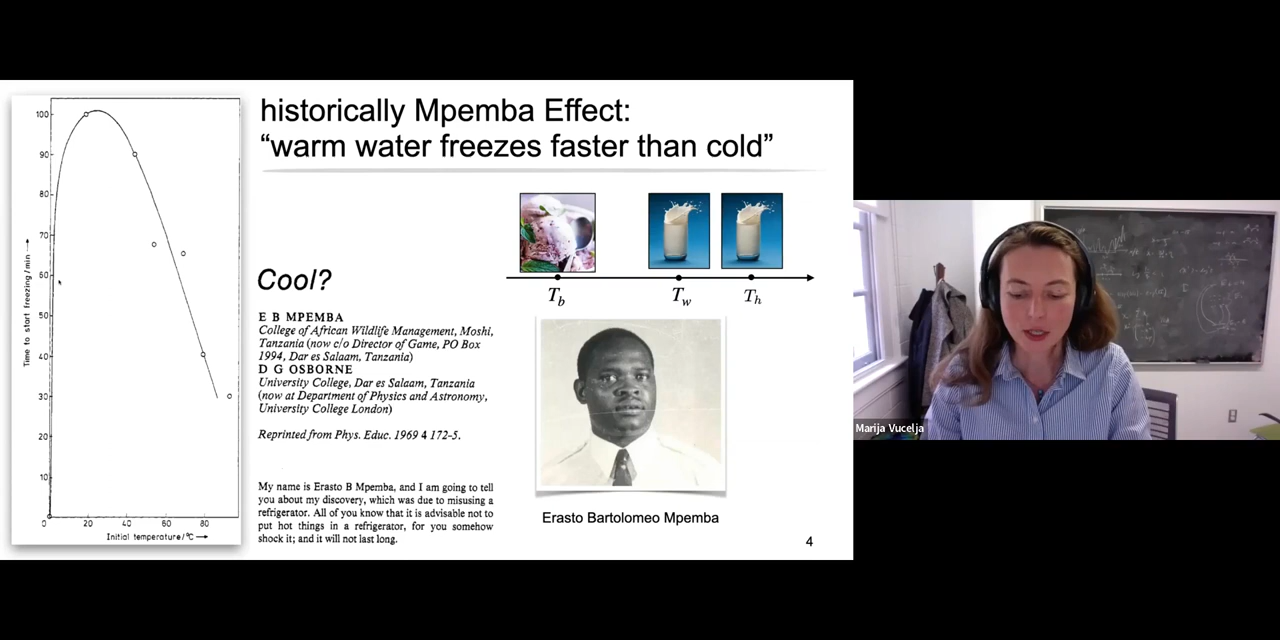 historically Mpemba Effect:
“warm water freezes faster than cold”
100
90
80
70
60
50
40
30
20
10
0
20
40
60
80
Time to start freezing/min
Initial temperature/°C
Cool?
T_b
T_w
T_h
E B MPEMBA
College of African Wildlife Management, Moshi,
Tanzania (now c/o Director of Game, PO Box
1994, Dar es Salaam, Tanzania)
D G OSBORNE
University College, Dar es Salaam, Tanzania
(now at Department of Physics and Astronomy,
University College London)
Reprinted from Phys. Educ. 1969 4 172-5.
My name is Erasto B Mpemba, and I am going to tell
you about my discovery, which was due to misusing a
refrigerator. All of you know that it is advisable not to
put hot things in a refrigerator, for you somehow
shock it; and it will not last long.
Erasto Bartolomeo Mpemba
4
Marija Vucelja